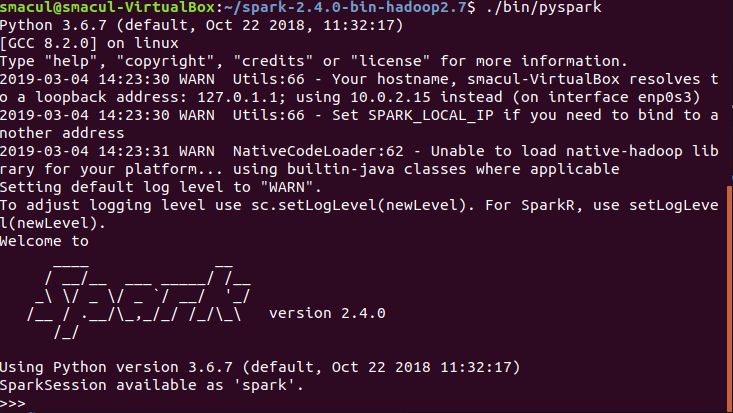 smacul@smacul-VirtualBox:~/spark-2.4.0-bin-hadoop2.7$ ./bin/pyspark
Python 3.6.7 (default, Oct 22 2018, 11:32:17)
[GCC 8.2.0] on linux
Type "help", "copyright", "credits" or "license" for more information.
2019-03-04 14:23:30 WARN  Utils:66 - Your hostname, smacul-VirtualBox resolves t
o a loopback address: 127.0.1.1; using 10.0.2.15 instead (on interface enp0s3)
2019-03-04 14:23:30 WARN  Utils:66 - Set SPARK_LOCAL_IP if you need to bind to a
nother address
2019-03-04 14:23:31 WARN  NativeCodeLoader:62 - Unable to load native-hadoop lib
rary for your platform... using builtin-java classes where applicable
Setting default log level to "WARN".
To adjust logging level use sc.setLogLevel(newLevel). For SparkR, use setLogLeve
l(newLevel).
Welcome to
      ____              __
     / __/__  ___ _____/ /__
    _\ \/ _ \/ _ `/ __/  '_/
   /__ / .__/\_,_/_/ /_/\_\   version 2.4.0
      /_/
Using Python version 3.6.7 (default, Oct 22 2018 11:32:17)
SparkSession available as 'spark'.
>>>